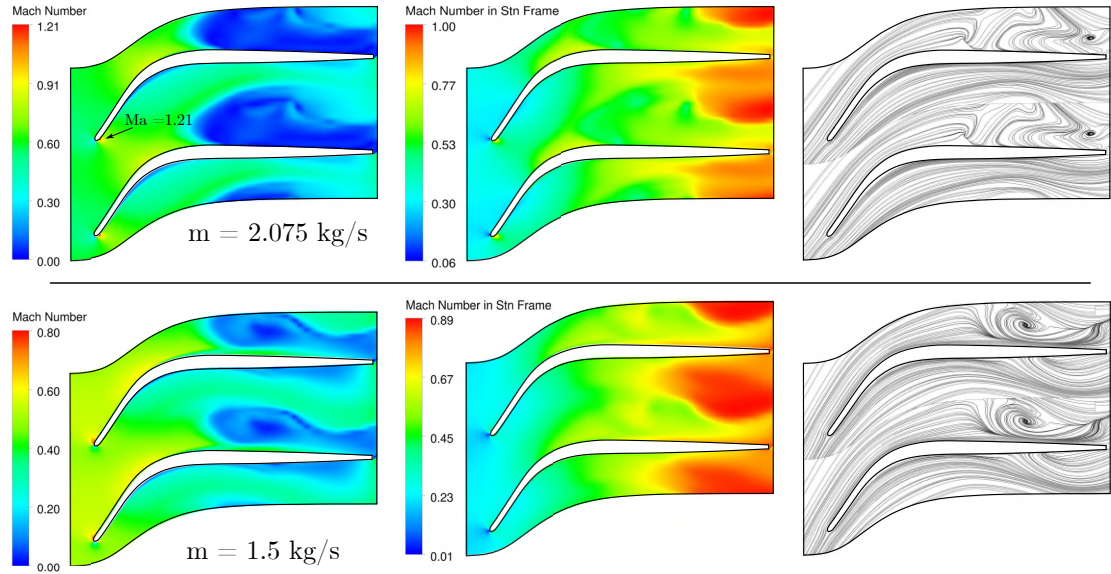 Mach Number
1.21
0.91
0.60
0.30
0.00
Ma =1.21
m = 2.075 kg/s
Mach Number in Stn Frame
1.00
0.77
0.53
0.30
0.06
Mach Number
0.80
0.60
0.40
0.20
0.00
m = 1.5 kg/s
Mach Number in Stn Frame
0.89
0.67
0.45
0.23
0.01